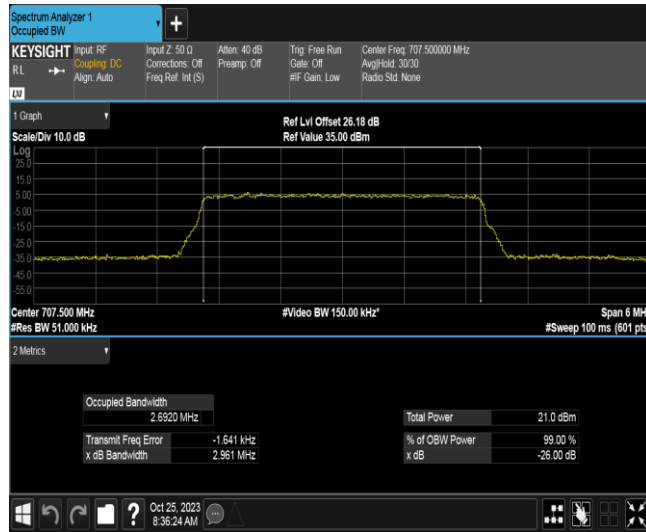 Spectrum Analyzer 1
Occupied BW
+
KEYSIGHT
RL
LXI
Input: RF
Coupling: DC
Align: Auto
Input Z: 50 Ω
Corrections: Off
Freq Ref: Int (S)
Atten: 40 dB
Preamp: Off
Trig: Free Run
Gate: Off
#IF Gain: Low
Center Freq: 707.500000 MHz
Avg|Hold: 30/30
Radio Std: None
1 Graph
Scale/Div 10.0 dB
Ref Lvl Offset 26.18 dB
Ref Value 35.00 dBm
Log
25.0
15.0
5.00
-5.00
-15.0
-25.0
-35.0
-45.0
-55.0
Center 707.500 MHz
#Res BW 51.000 kHz
#Video BW 150.00 kHz*
Span 6 MH
#Sweep 100 ms (601 pts
2 Metrics
Occupied Bandwidth
2.6920 MHz
Transmit Freq Error -1.641 kHz
x dB Bandwidth 2.961 MHz
Total Power 21.0 dBm
% of OBW Power 99.00 %
x dB -26.00 dB
?
Oct 25, 2023
8:36:24 AM